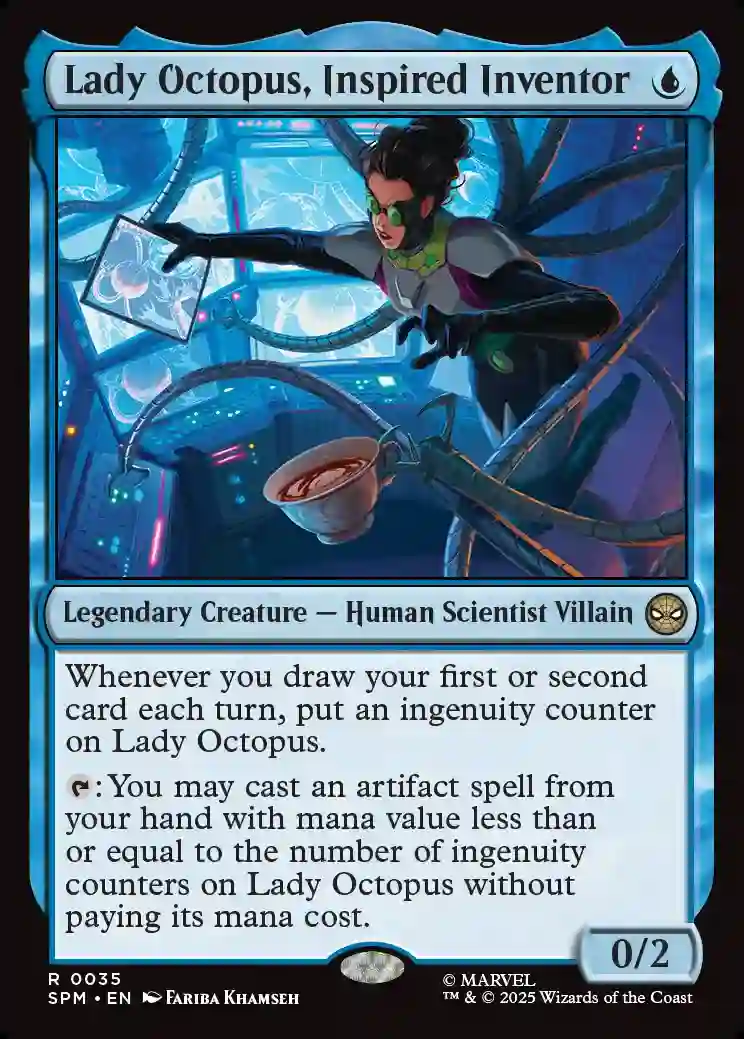 Lady Octopus, Inspired Inventor
Legendary Creature — Human Scientist Villain
Whenever you draw your first or second
card each turn, put an ingenuity counter
on Lady Octopus.
: You may cast an artifact spell from
your hand with mana value less than
or equal to the number of ingenuity
counters on Lady Octopus without
paying its mana cost.
0/2
R 0035
SPM • EN Fariba Khamseh
© MARVEL
™ & © 2025 Wizards of the Coast